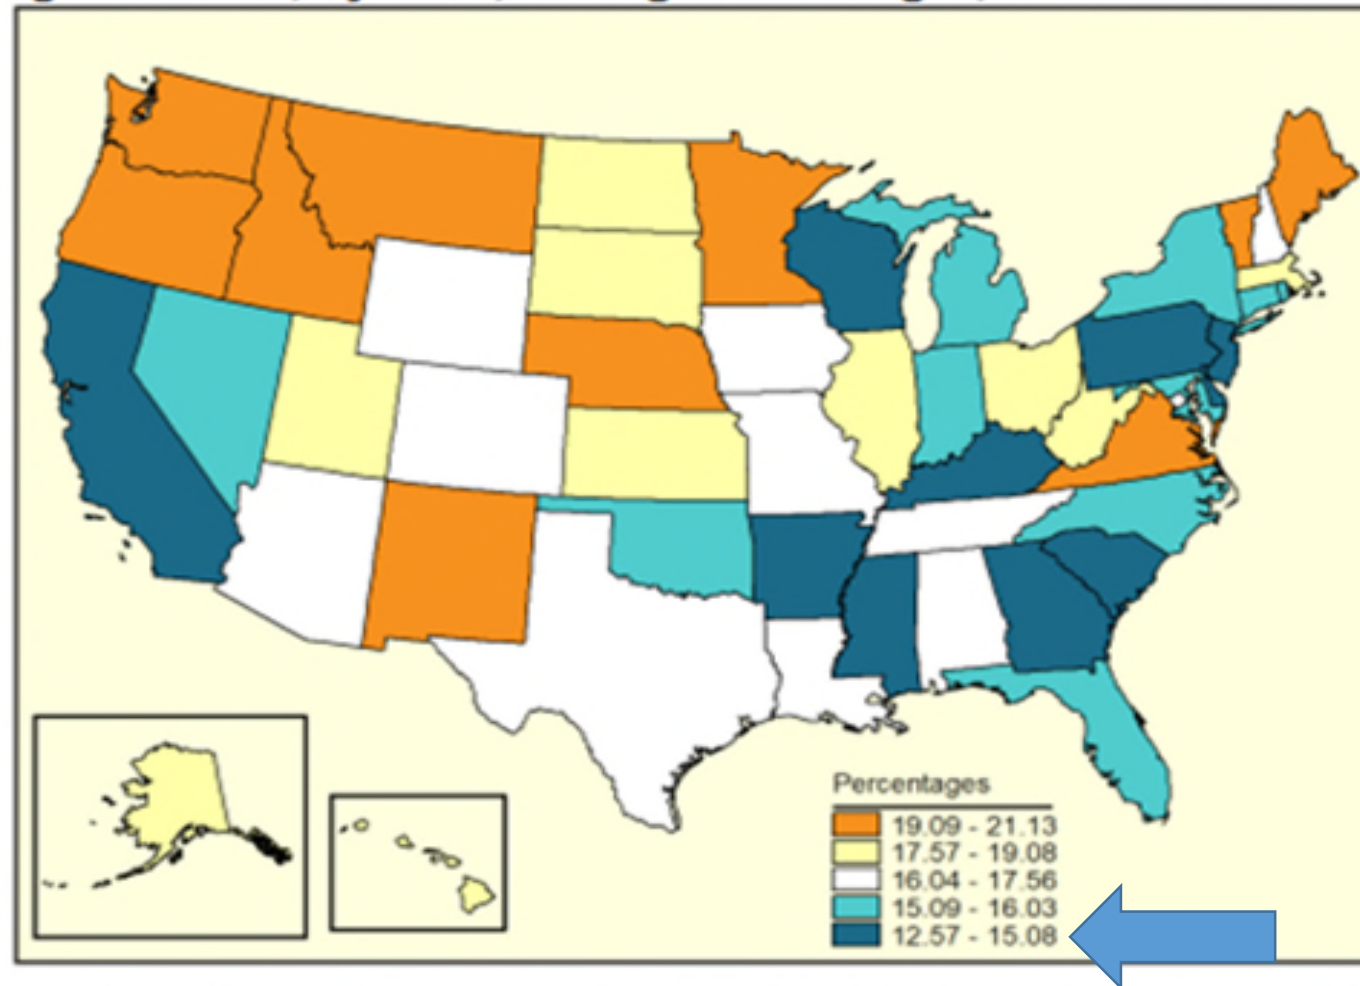 Percentages
19.09 - 21.13
17.57 - 19.08
16.04 - 17.56
15.09 - 16.03
12.57 - 15.08